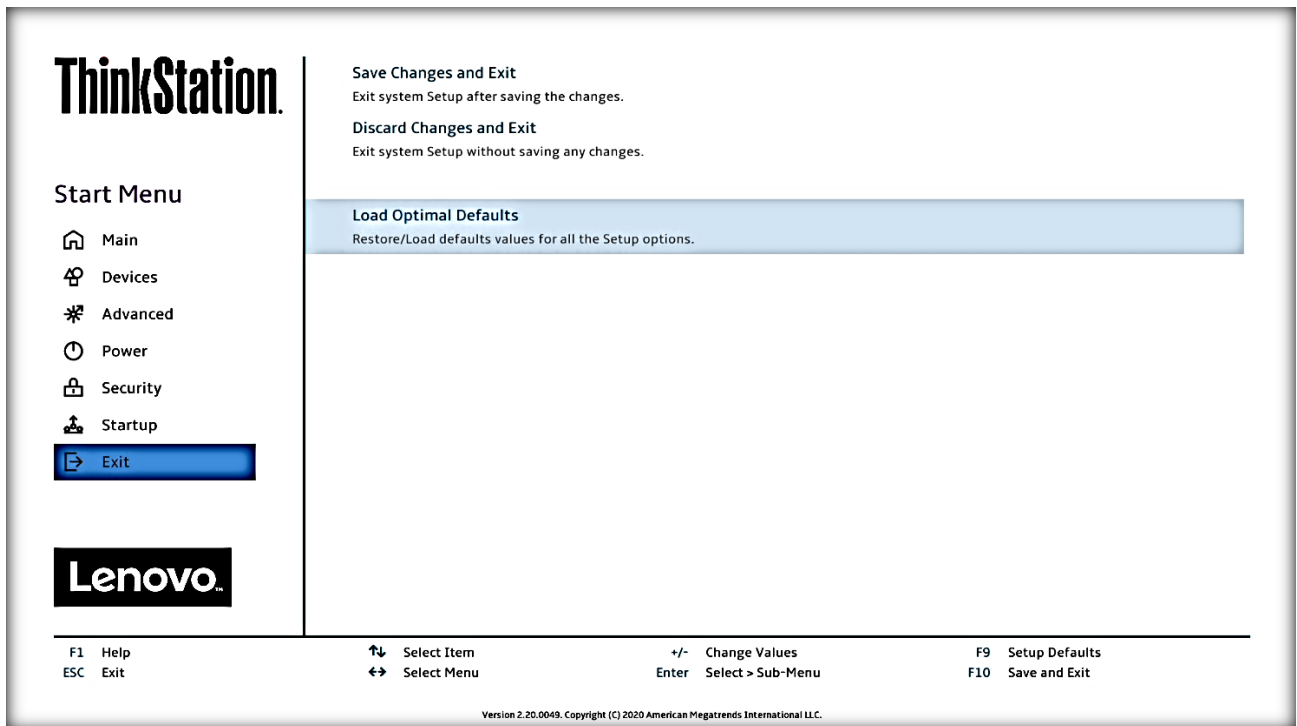 ThinkStation.
Start Menu
Main
Devices
Advanced
Power
Security
Startup
Exit
Lenovo™
Save Changes and Exit
Exit system Setup after saving the changes.
Discard Changes and Exit
Exit system Setup without saving any changes.
Load Optimal Defaults
Restore/Load defaults values for all the Setup options.
F1 Help
ESC Exit
↑↓ Select Item
←→ Select Menu
+/- Change Values
Enter Select > Sub-Menu
F9 Setup Defaults
F10 Save and Exit
Version 2.20.0049. Copyright (C) 2020 American Megatrends International LLC.